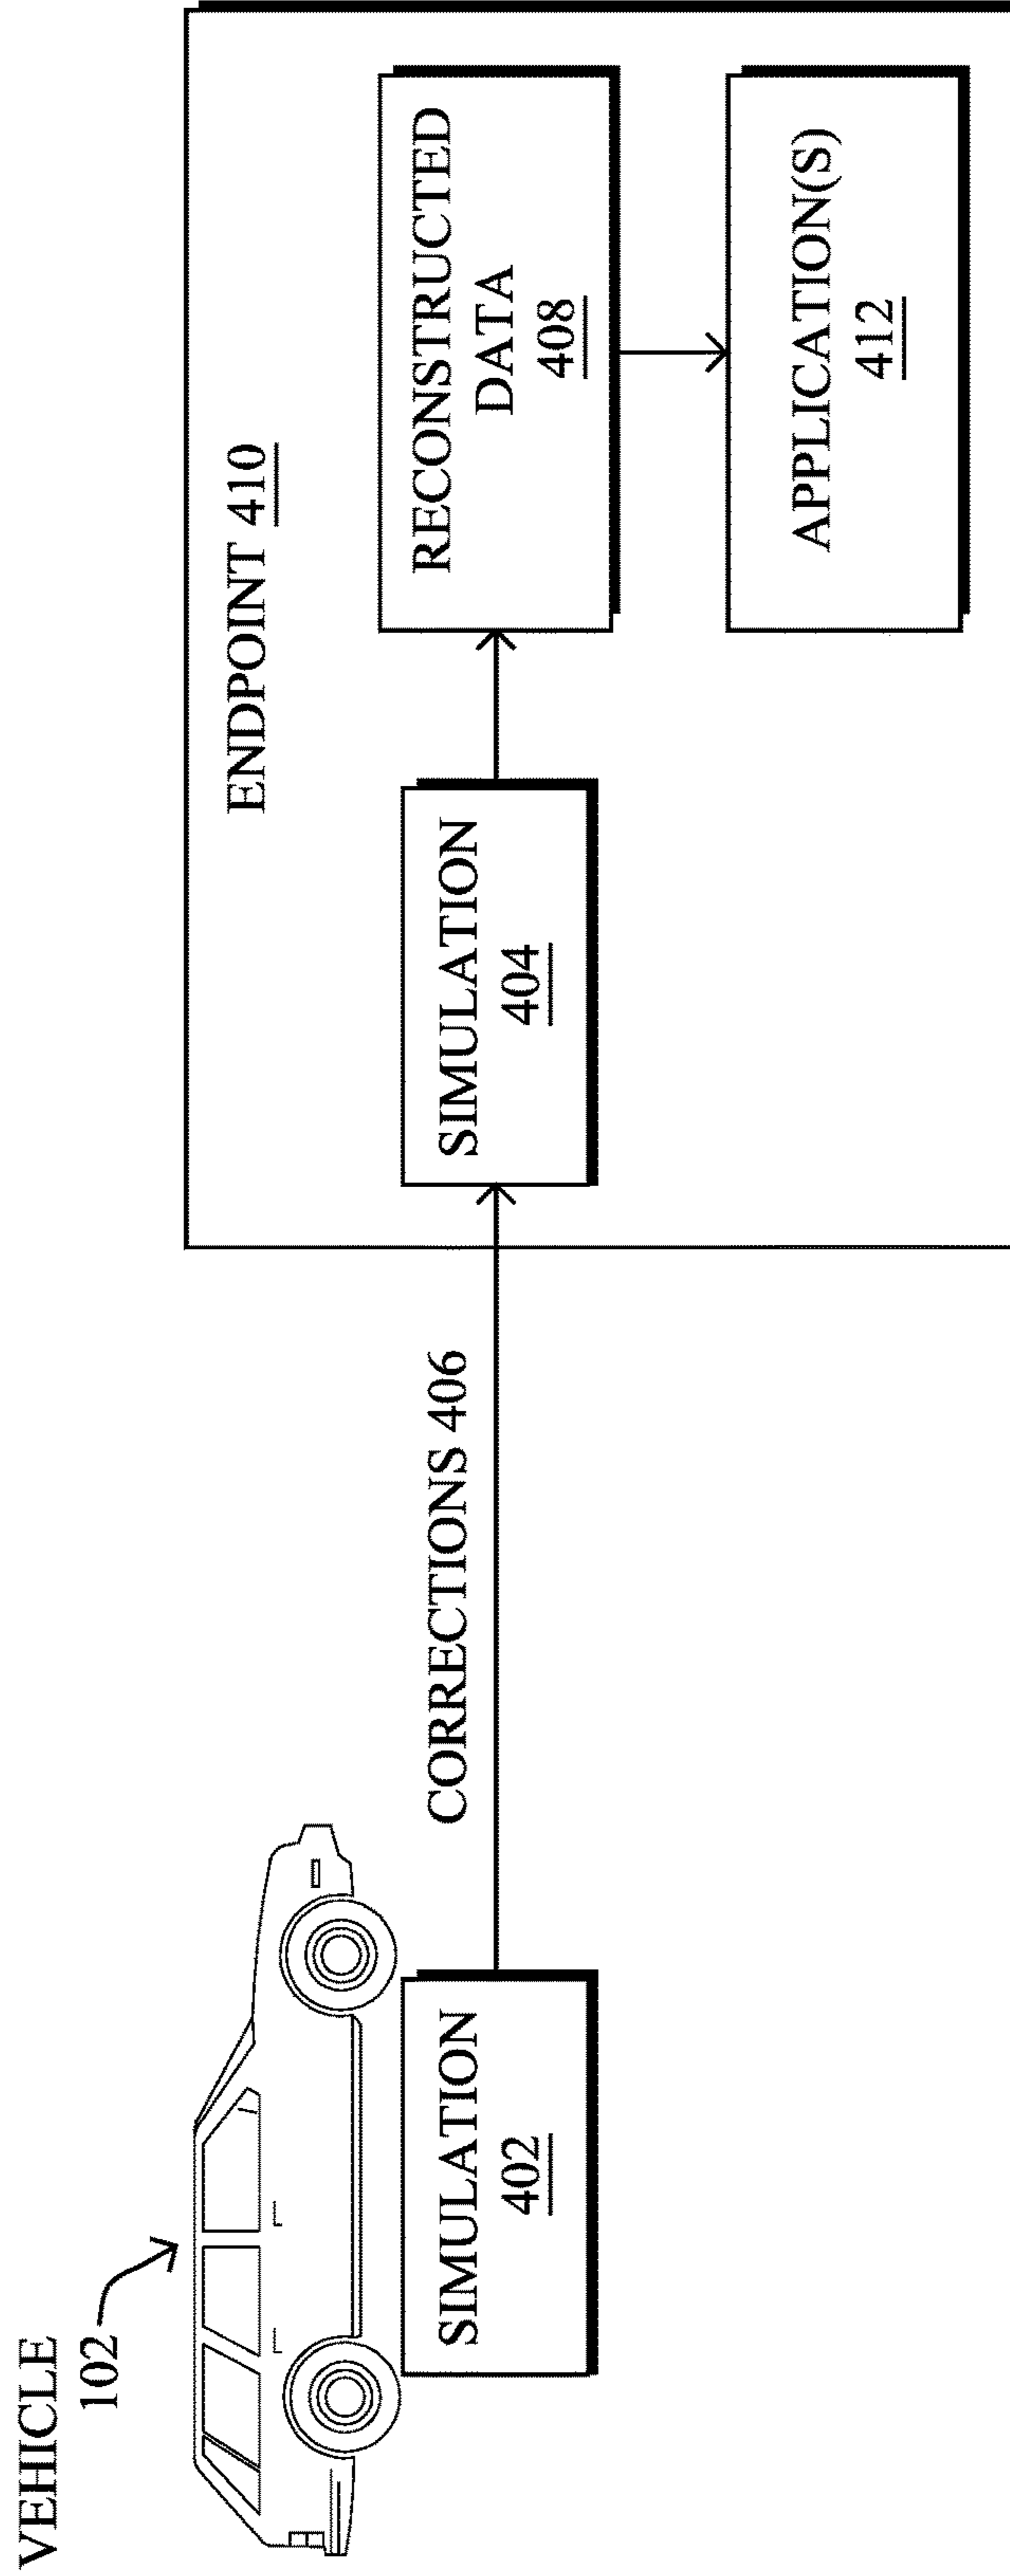 VEHICLE
102
SIMULATION
402
CORRECTIONS 406
ENDPOINT 410
SIMULATION
404
RECONSTRUCTED
DATA
408
APPLICATION(S)
412